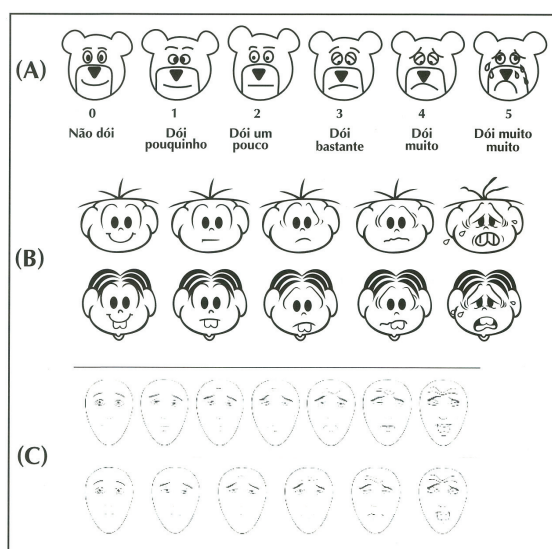 (A)
0 1 2 3 4 5
Não dói Dói Dói um Dói Dói Dói muito
pouquinho pouco bastante muito muito
(B)
(C)